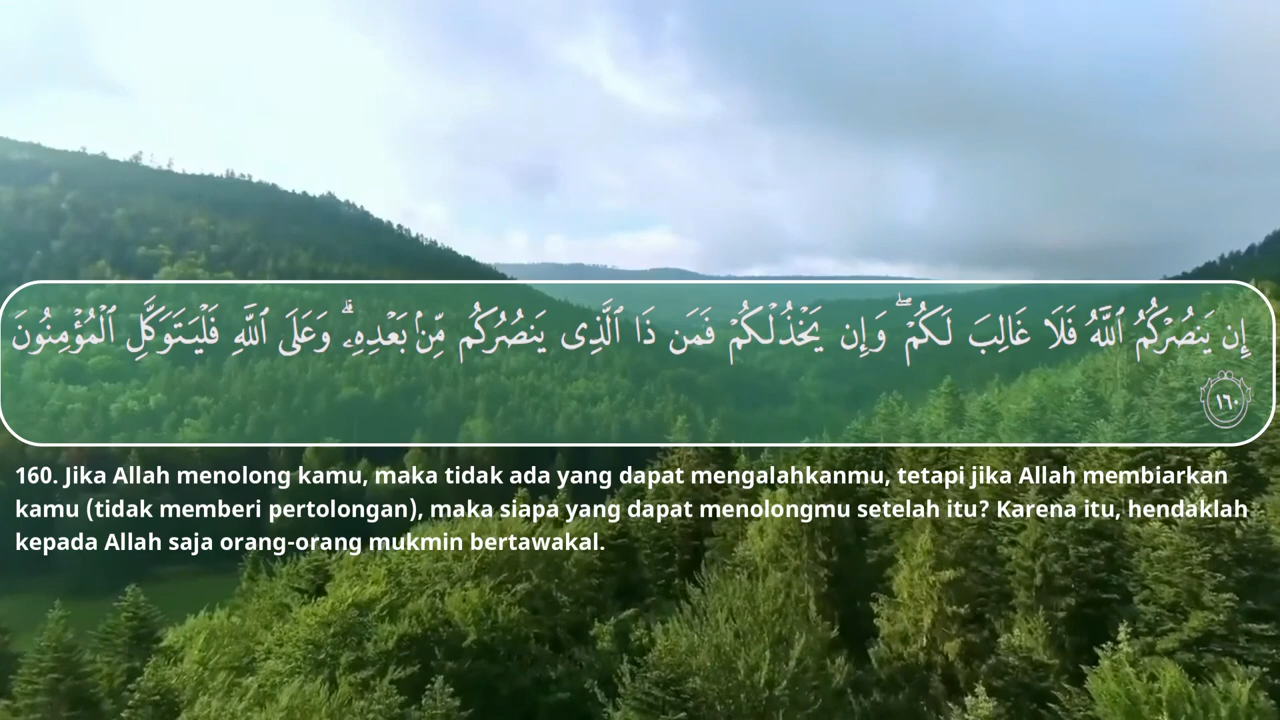 إِن يَنصُرْكُمُ ٱللَّهُ فَلَا غَالِبَ لَكُمْ ۖ وَإِن يَخْذُلْكُمْ فَمَن ذَا ٱلَّذِى يَنصُرُكُم مِّنۢ بَعْدِهِۦ ۗ وَعَلَى ٱللَّهِ فَلْيَتَوَكَّلِ ٱلْمُؤْمِنُونَ
١٦٠
160. Jika Allah menolong kamu, maka tidak ada yang dapat mengalahkanmu, tetapi jika Allah membiarkan
kamu (tidak memberi pertolongan), maka siapa yang dapat menolongmu setelah itu? Karena itu, hendaklah
kepada Allah saja orang-orang mukmin bertawakal.